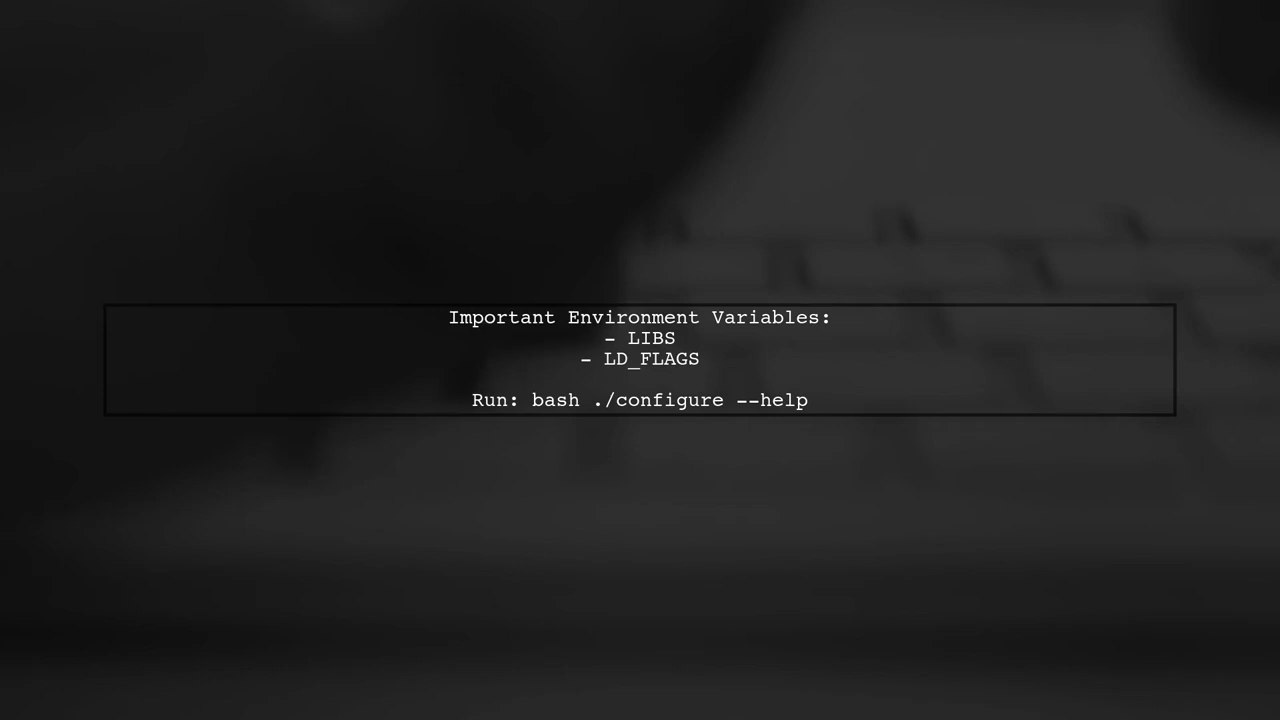 Important Environment Variables:
- LIBS
- LD_FLAGS
Run: bash ./configure --help